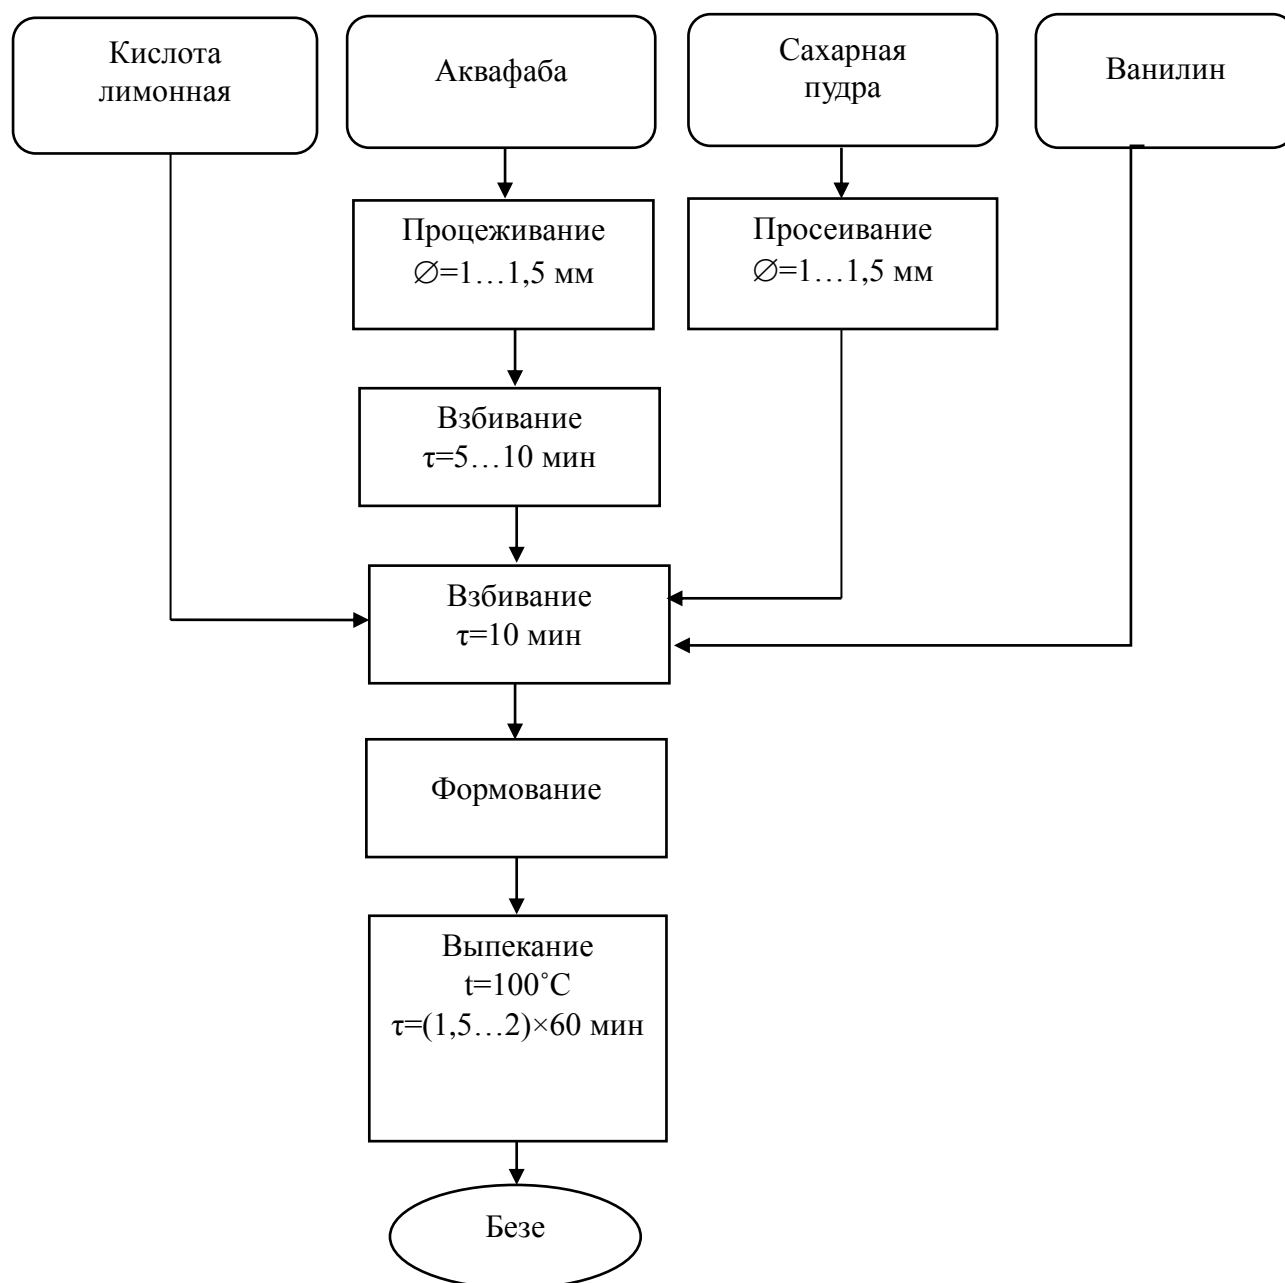 Кислота
лимонная
Аквафаба
Сахарная
пудра
Ванилин
Процеживание
∅=1…1,5 мм
Просеивание
∅=1…1,5 мм
Взбивание
τ=5…10 мин
Взбивание
τ=10 мин
Формование
Выпекание
t=100˚С
τ=(1,5…2)×60 мин
Безе